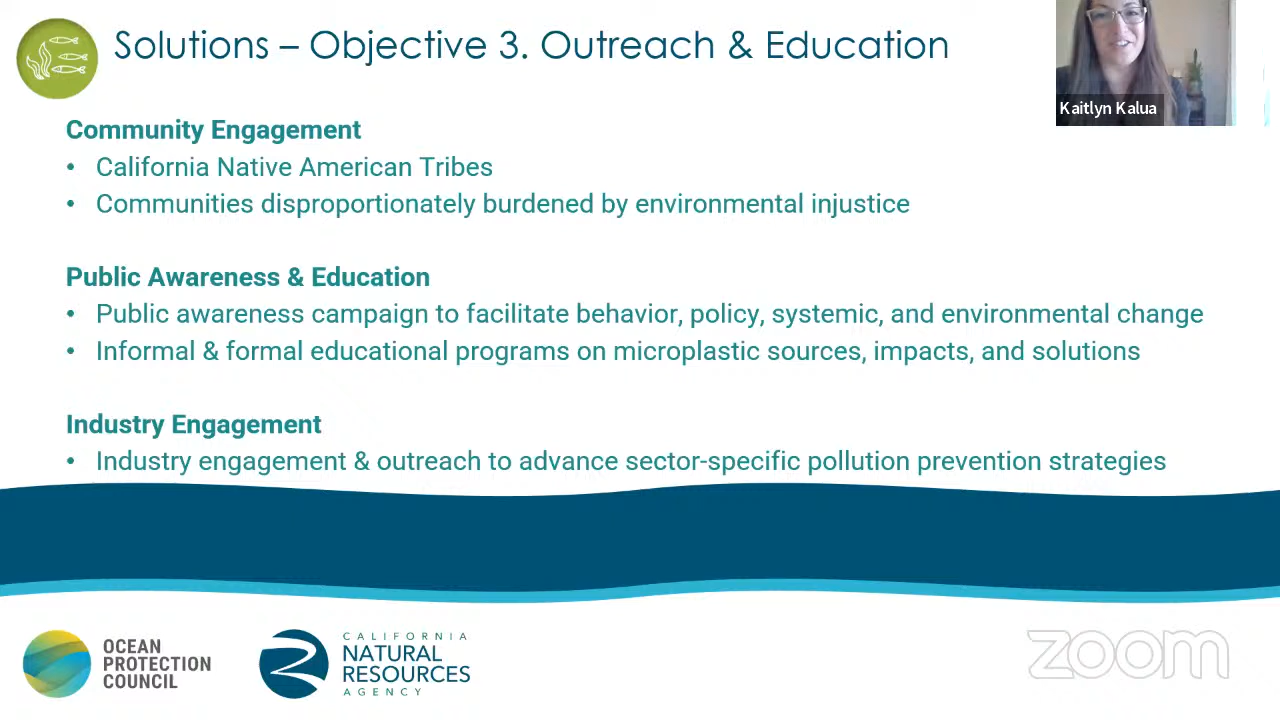 Solutions – Objective 3. Outreach & Education
Kaitlyn Kalua
Community Engagement
• California Native American Tribes
• Communities disproportionately burdened by environmental injustice
Public Awareness & Education
• Public awareness campaign to facilitate behavior, policy, systemic, and environmental change
• Informal & formal educational programs on microplastic sources, impacts, and solutions
Industry Engagement
• Industry engagement & outreach to advance sector-specific pollution prevention strategies
OCEAN
PROTECTION
COUNCIL
CALIFORNIA
NATURAL
RESOURCES
AGENCY
zoom